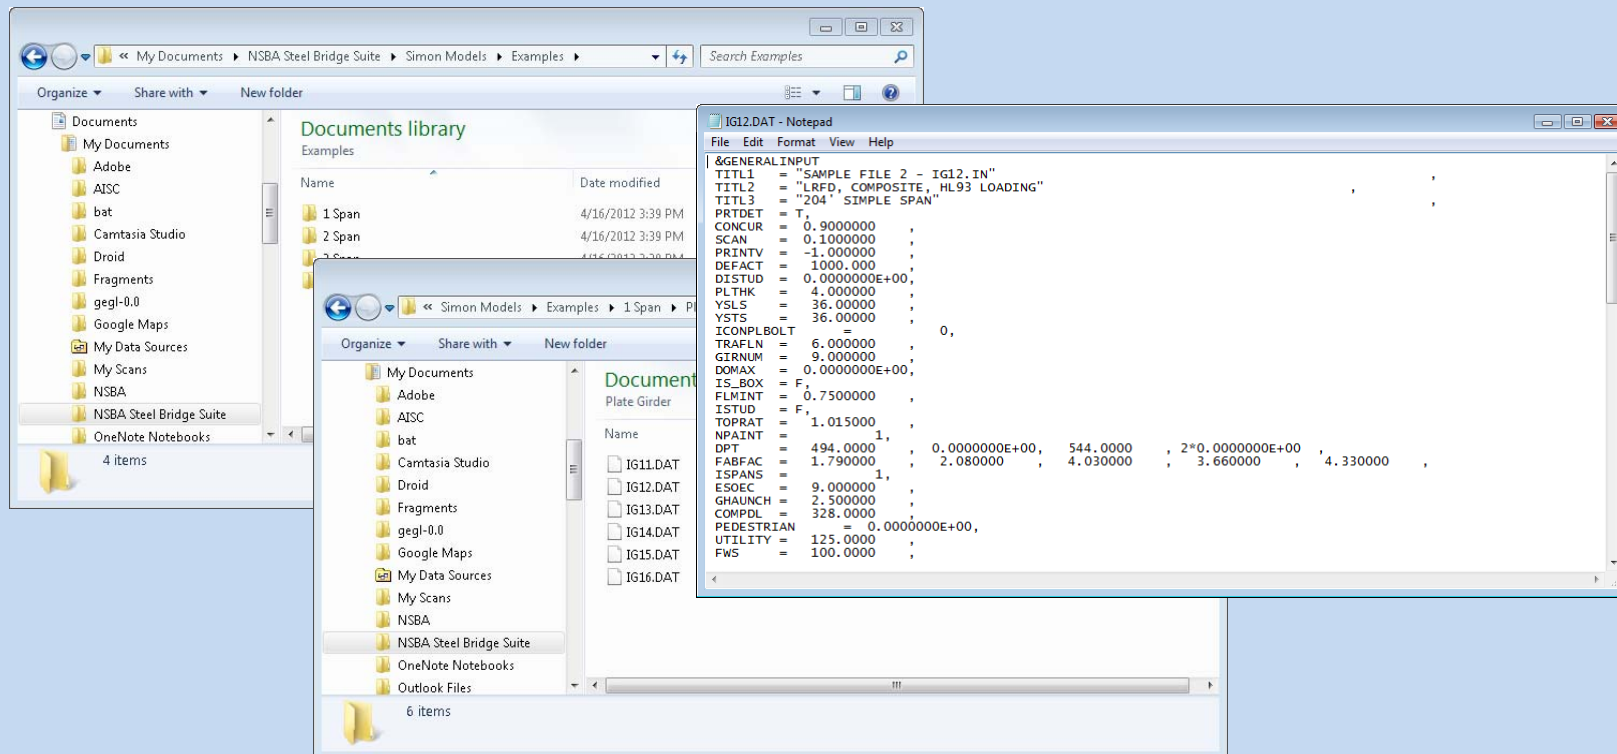 « My Documents ▸ NSBA Steel Bridge Suite ▸ Simon Models ▸ Examples ▸
Search Examples
Organize ▾ Share with ▾ New folder
Documents
My Documents
Adobe
AISC
bat
Camtasia Studio
Droid
Fragments
gegl-0.0
Google Maps
My Data Sources
My Scans
NSBA
NSBA Steel Bridge Suite
OneNote Notebooks
Documents library
Examples
Name Date modified
1 Span 4/16/2012 3:39 PM
2 Span 4/16/2012 3:39 PM
4 items
« Simon Models ▸ Examples ▸ 1 Span ▸ Pl
Organize ▾ Share with ▾ New folder
My Documents
Adobe
AISC
bat
Camtasia Studio
Droid
Fragments
gegl-0.0
Google Maps
My Data Sources
My Scans
NSBA
NSBA Steel Bridge Suite
OneNote Notebooks
Outlook Files
Document
Plate Girder
Name
IG11.DAT
IG12.DAT
IG13.DAT
IG14.DAT
IG15.DAT
IG16.DAT
6 items
IG12.DAT - Notepad
File Edit Format View Help
&GENERALINPUT
TITL1 = "SAMPLE FILE 2 - IG12.IN" ,
TITL2 = "LRFD, COMPOSITE, HL93 LOADING" ,
TITL3 = "204' SIMPLE SPAN" ,
PRTDET = T,
CONCUR = 0.9000000 ,
SCAN = 0.1000000 ,
PRINTV = -1.000000 ,
DEFACT = 1000.000 ,
DISTUD = 0.0000000E+00,
PLTHK = 4.000000 ,
YSLS = 36.00000 ,
YSTS = 36.00000 ,
ICONPLBOLT = 0,
TRAFLN = 6.000000 ,
GIRNUM = 9.000000 ,
DOMAX = 0.0000000E+00,
IS_BOX = F,
FLMINT = 0.7500000 ,
ISTUD = F,
TOPRAT = 1.015000 ,
NPAINT = 1,
DPT = 494.0000 , 0.0000000E+00, 544.0000 , 2*0.0000000E+00 ,
FABFAC = 1.790000 , 2.080000 , 4.030000 , 3.660000 , 4.330000 ,
ISPANS = 1,
ESOEC = 9.000000 ,
GHAUNCH = 2.500000 ,
COMPDL = 328.0000 ,
PEDESTRIAN = 0.0000000E+00,
UTILITY = 125.0000 ,
FWS = 100.0000 ,